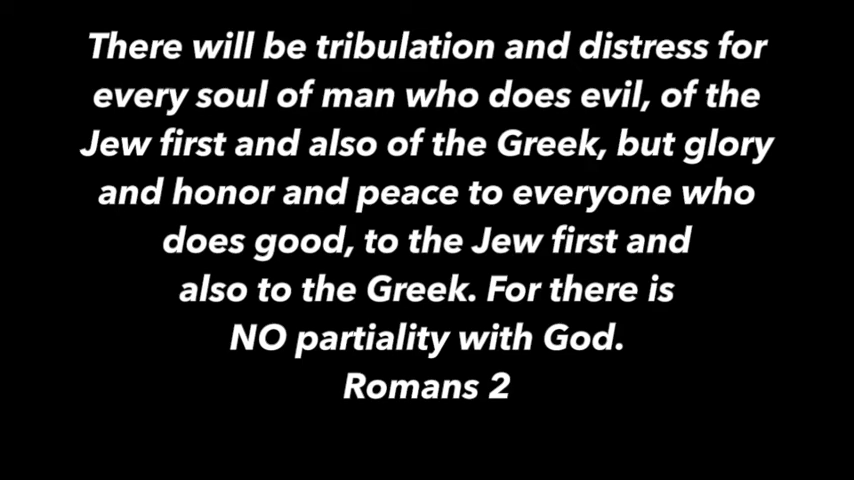 There will be tribulation and distress for
every soul of man who does evil, of the
Jew first and also of the Greek, but glory
and honor and peace to everyone who
does good, to the Jew first and
also to the Greek. For there is
NO partiality with God.
Romans 2